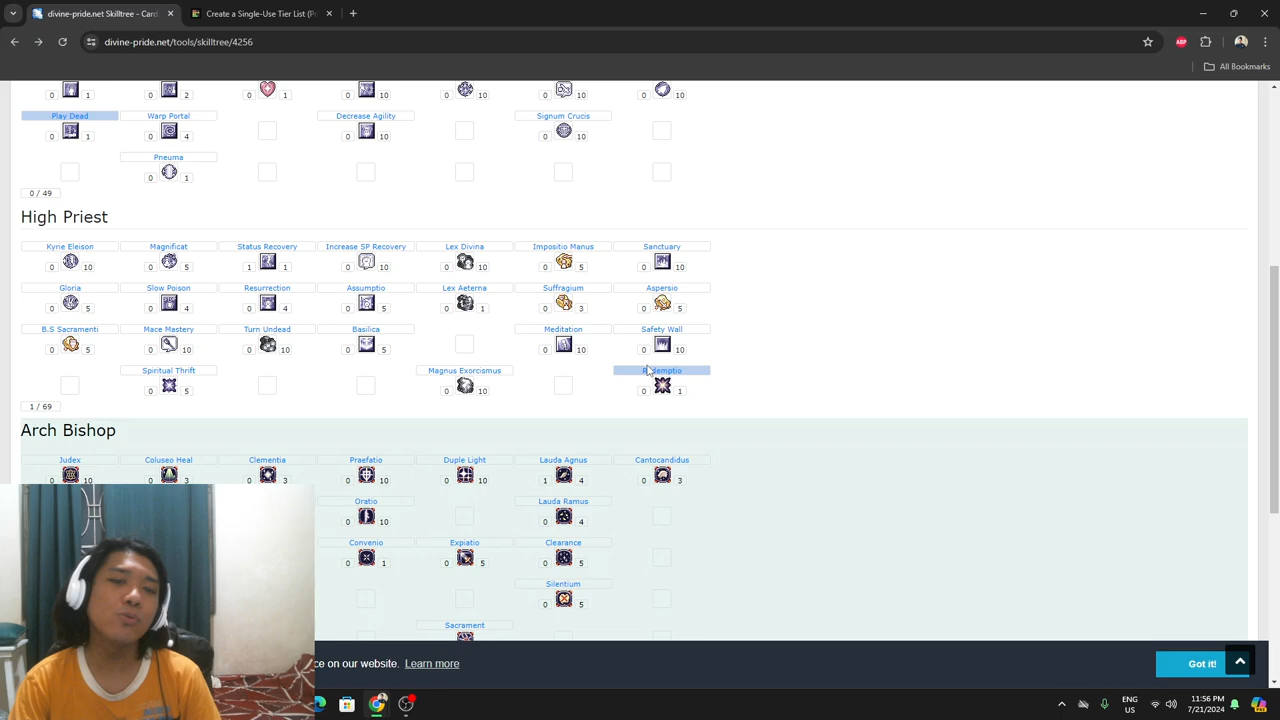 divine-pride.net Skilltree - Card
Create a Single-Use Tier List (P
divine-pride.net/tools/skilltree/4256
All Bookmarks
0 1 0 2 0 1 0 10 0 10 0 10 0 10
Play Dead Warp Portal Decrease Agility Signum Crucis
0 1 0 4 0 10 0 10
Pneuma
0 1
0 / 49
High Priest
Kyrie Eleison Magnificat Status Recovery Increase SP Recovery Lex Divina Impositio Manus Sanctuary
0 10 0 5 1 1 0 10 0 10 0 5 0 10
Gloria Slow Poison Resurrection Assumptio Lex Aeterna Suffragium Aspersio
0 5 0 4 0 4 0 5 0 1 0 3 0 5
B.S Sacramenti Mace Mastery Turn Undead Basilica Meditation Safety Wall
0 5 0 10 0 10 0 5 0 10 0 10
Spiritual Thrift Magnus Exorcismus Redemptio
0 5 0 10 0 1
1 / 69
Arch Bishop
Judex Coluseo Heal Clementia Praefatio Duple Light Lauda Agnus Cantocandidus
0 10 0 3 0 3 0 10 0 10 1 4 0 3
Oratio Lauda Ramus
0 10 0 4
Convenio Expiatio Clearance
0 1 0 5 0 5
Silentium
0 5
Sacrament
ce on our website. Learn more
Got it!
ENG
US
11:56 PM
7/21/2024